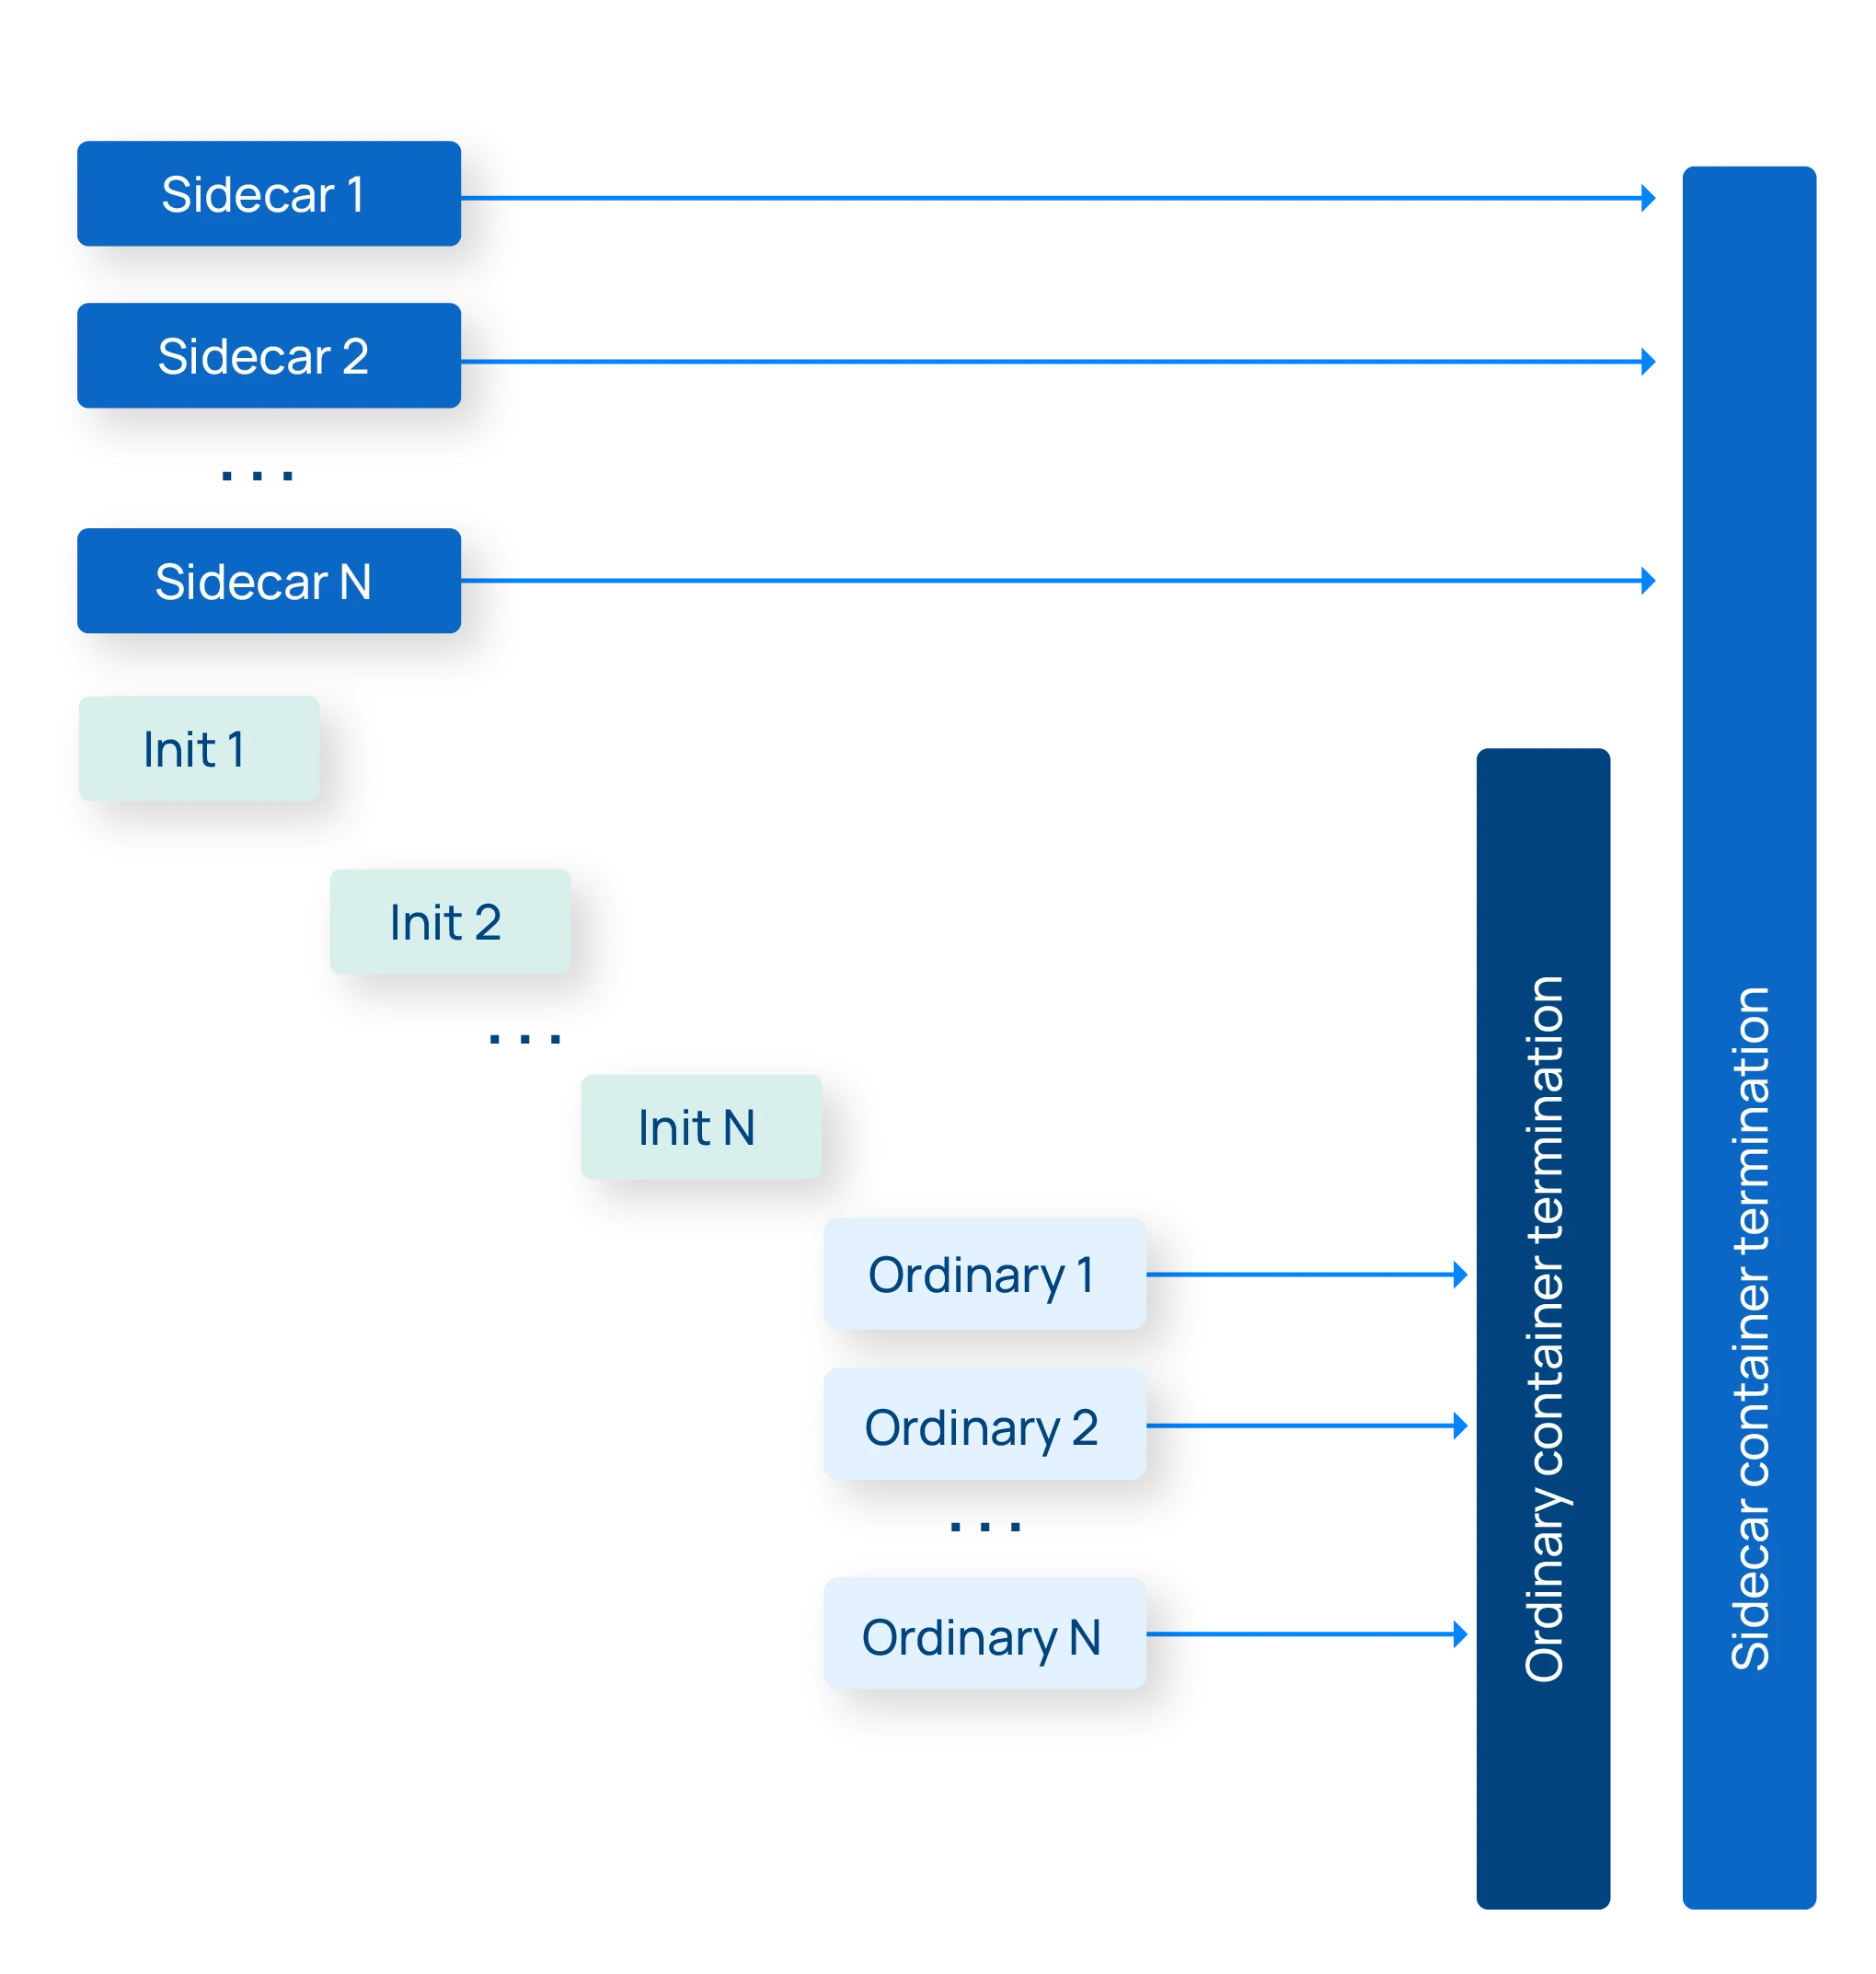 Sidecar 1
Sidecar 2
...
Sidecar N
Init 1
Init 2
...
Init N
Ordinary 1
Ordinary 2
...
Ordinary N
Ordinary container termination
Sidecar container termination